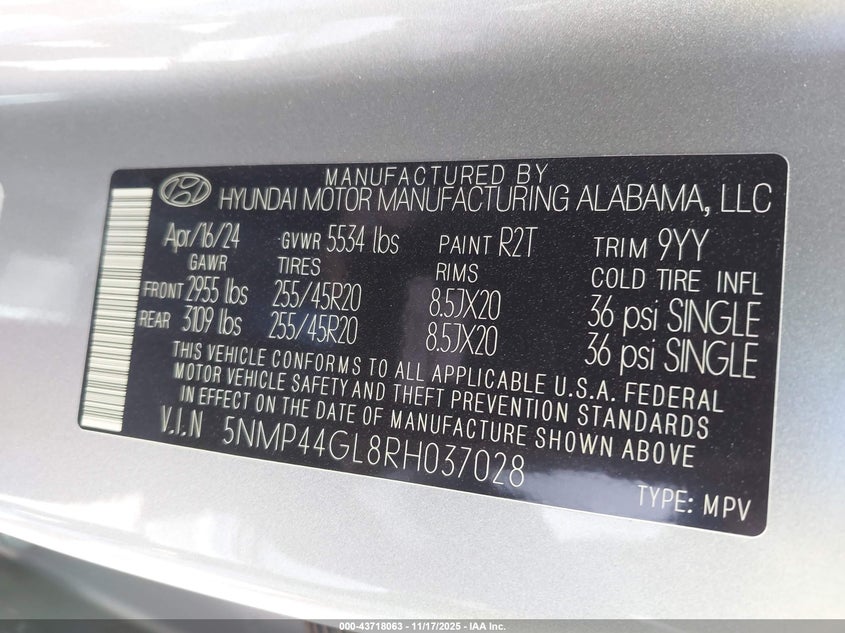 MANUFACTURED BY
HYUNDAI MOTOR MANUFACTURING ALABAMA, LLC
Apr/16/24 GVWR 5534 lbs PAINT R2T TRIM 9YY
GAWR TIRES RIMS COLD TIRE INFL
FRONT 2955 lbs 255/45R20 8.5JX20 36 psi SINGLE
REAR 3109 lbs 255/45R20 8.5JX20 36 psi SINGLE
THIS VEHICLE CONFORMS TO ALL APPLICABLE U.S.A. FEDERAL
MOTOR VEHICLE SAFETY AND THEFT PREVENTION STANDARDS
IN EFFECT ON THE DATE OF MANUFACTURE SHOWN ABOVE
V.I.N 5NMP44GL8RH037028
TYPE: MPV
000-43718063 - 11/17/2025 - IAA Inc.